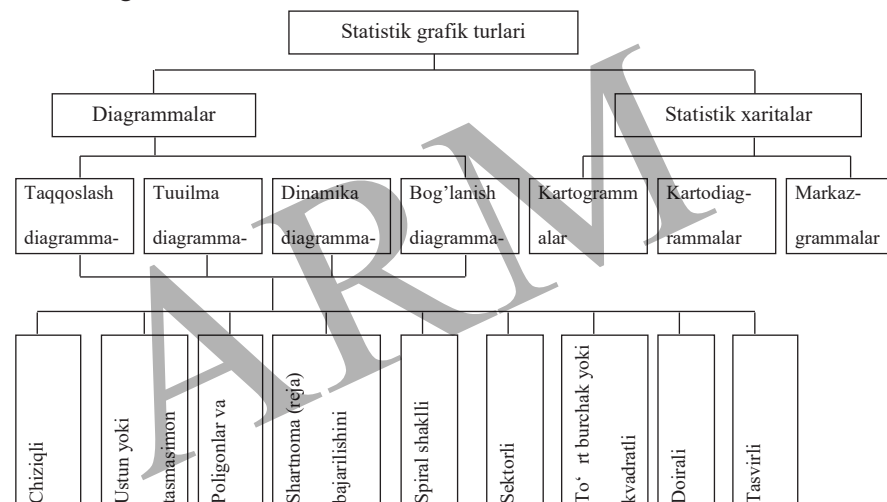 Statistik grafik turlari
Diagrammalar
Statistik xaritalar
Taqqoslash
diagramma-
Tuuilma
diagramma-
Dinamika
diagramma-
Bog'lanish
diagramma-
Kartogramm
alar
Kartodiag-
rammalar
Markaz-
grammalar
Chiziqli
Ustun yoki
tasmasimon
Poligonlar va
Shartnoma (reja)
bajarilishini
Spiral shaklli
Sektorli
To‘ rt burchak yoki
kvadratli
Doirali
Tasvirli
ARM